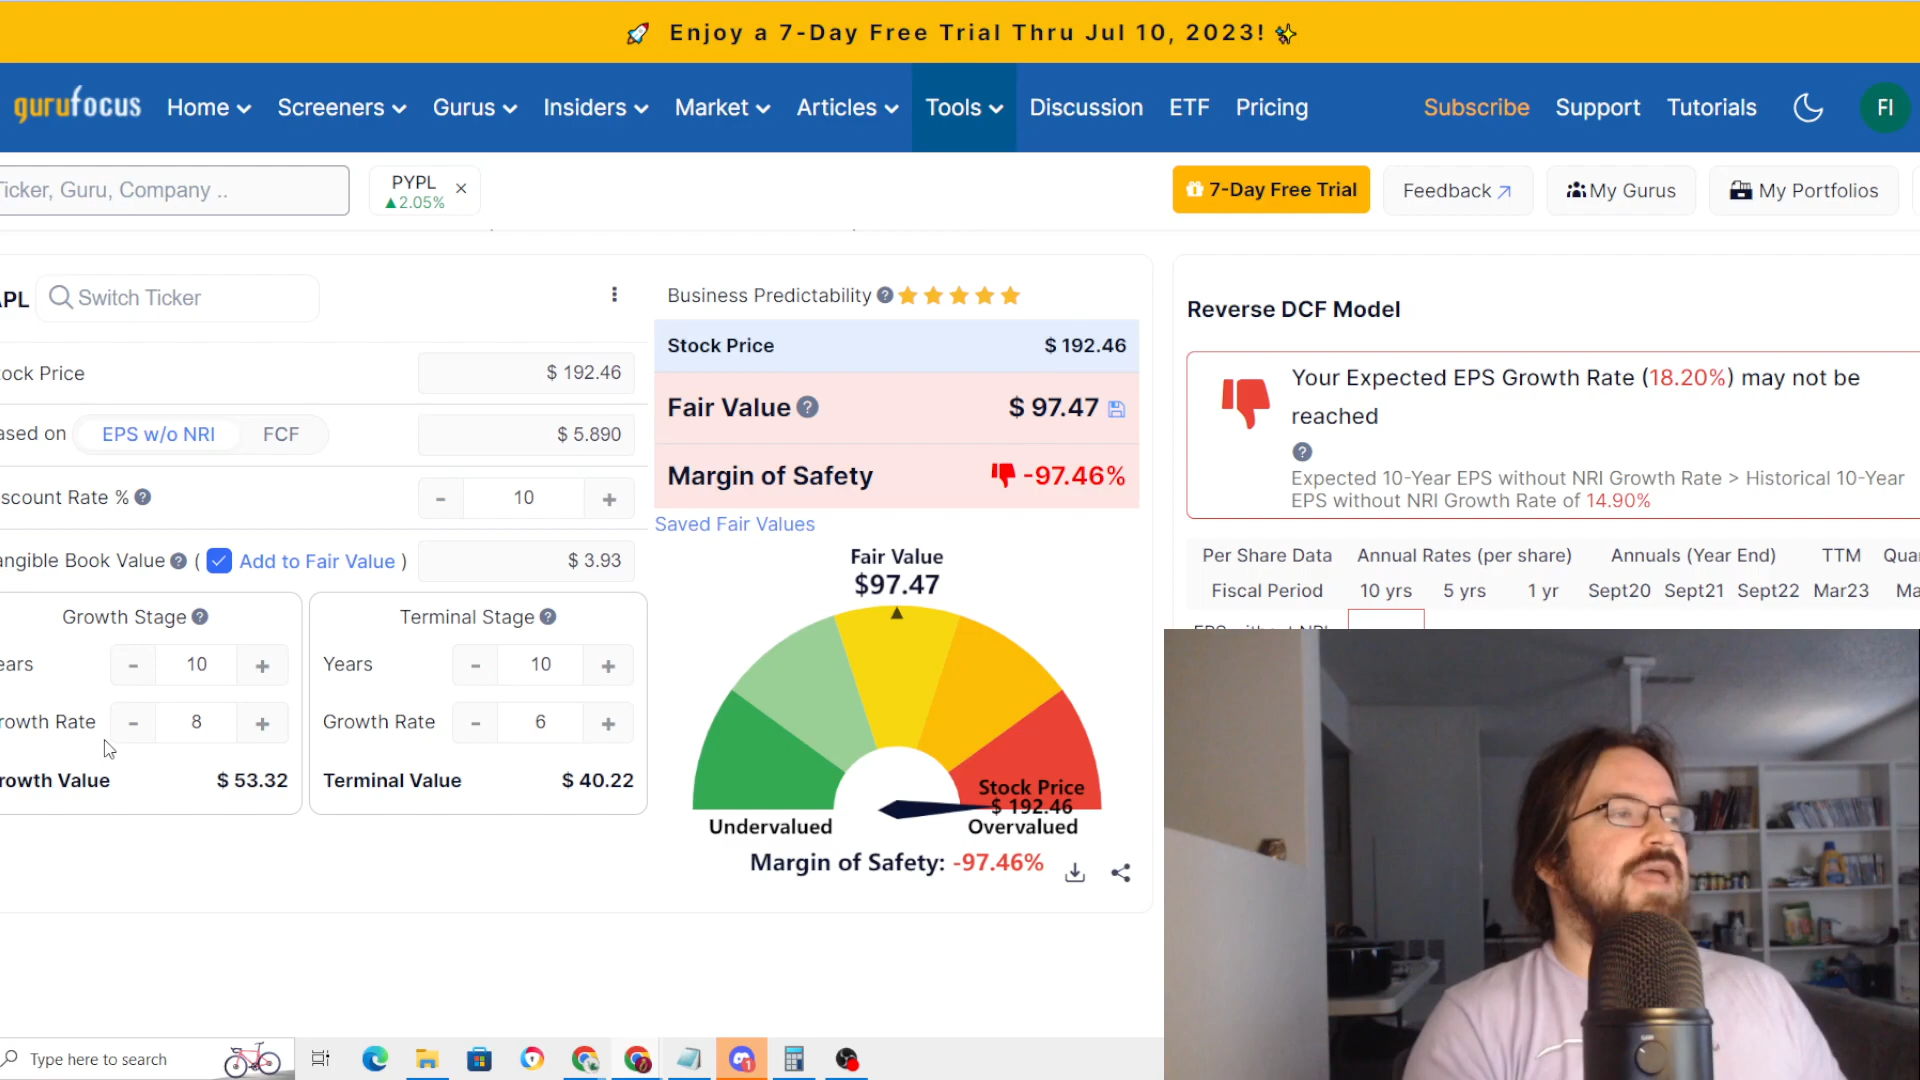 🚀 Enjoy a 7-Day Free Trial Thru Jul 10, 2023! ✨
gurufocus Home Screeners Gurus Insiders Market Articles Tools Discussion ETF Pricing Subscribe Support Tutorials FI
Ticker, Guru, Company ..
PYPL ×
▲2.05%
7-Day Free Trial Feedback ↗ My Gurus My Portfolios
APL Switch Ticker
tock Price $ 192.46
ased on EPS w/o NRI FCF $ 5.890
scount Rate % ? - 10 +
angible Book Value ? ( Add to Fair Value ) $ 3.93
Growth Stage ?
ears - 10 +
rowth Rate - 8 +
rowth Value $ 53.32
Terminal Stage ?
Years - 10 +
Growth Rate - 6 +
Terminal Value $ 40.22
Business Predictability ? ★★★★★
Stock Price $ 192.46
Fair Value ? $ 97.47
Margin of Safety -97.46%
Saved Fair Values
Fair Value
$97.47
Stock Price
$ 192.46
Undervalued Overvalued
Margin of Safety: -97.46%
Reverse DCF Model
Your Expected EPS Growth Rate (18.20%) may not be
reached
?
Expected 10-Year EPS without NRI Growth Rate > Historical 10-Year
EPS without NRI Growth Rate of 14.90%
Per Share Data Annual Rates (per share) Annuals (Year End) TTM Qua
Fiscal Period 10 yrs 5 yrs 1 yr Sept20 Sept21 Sept22 Mar23 Ma
EPS without NRI
Type here to search
1